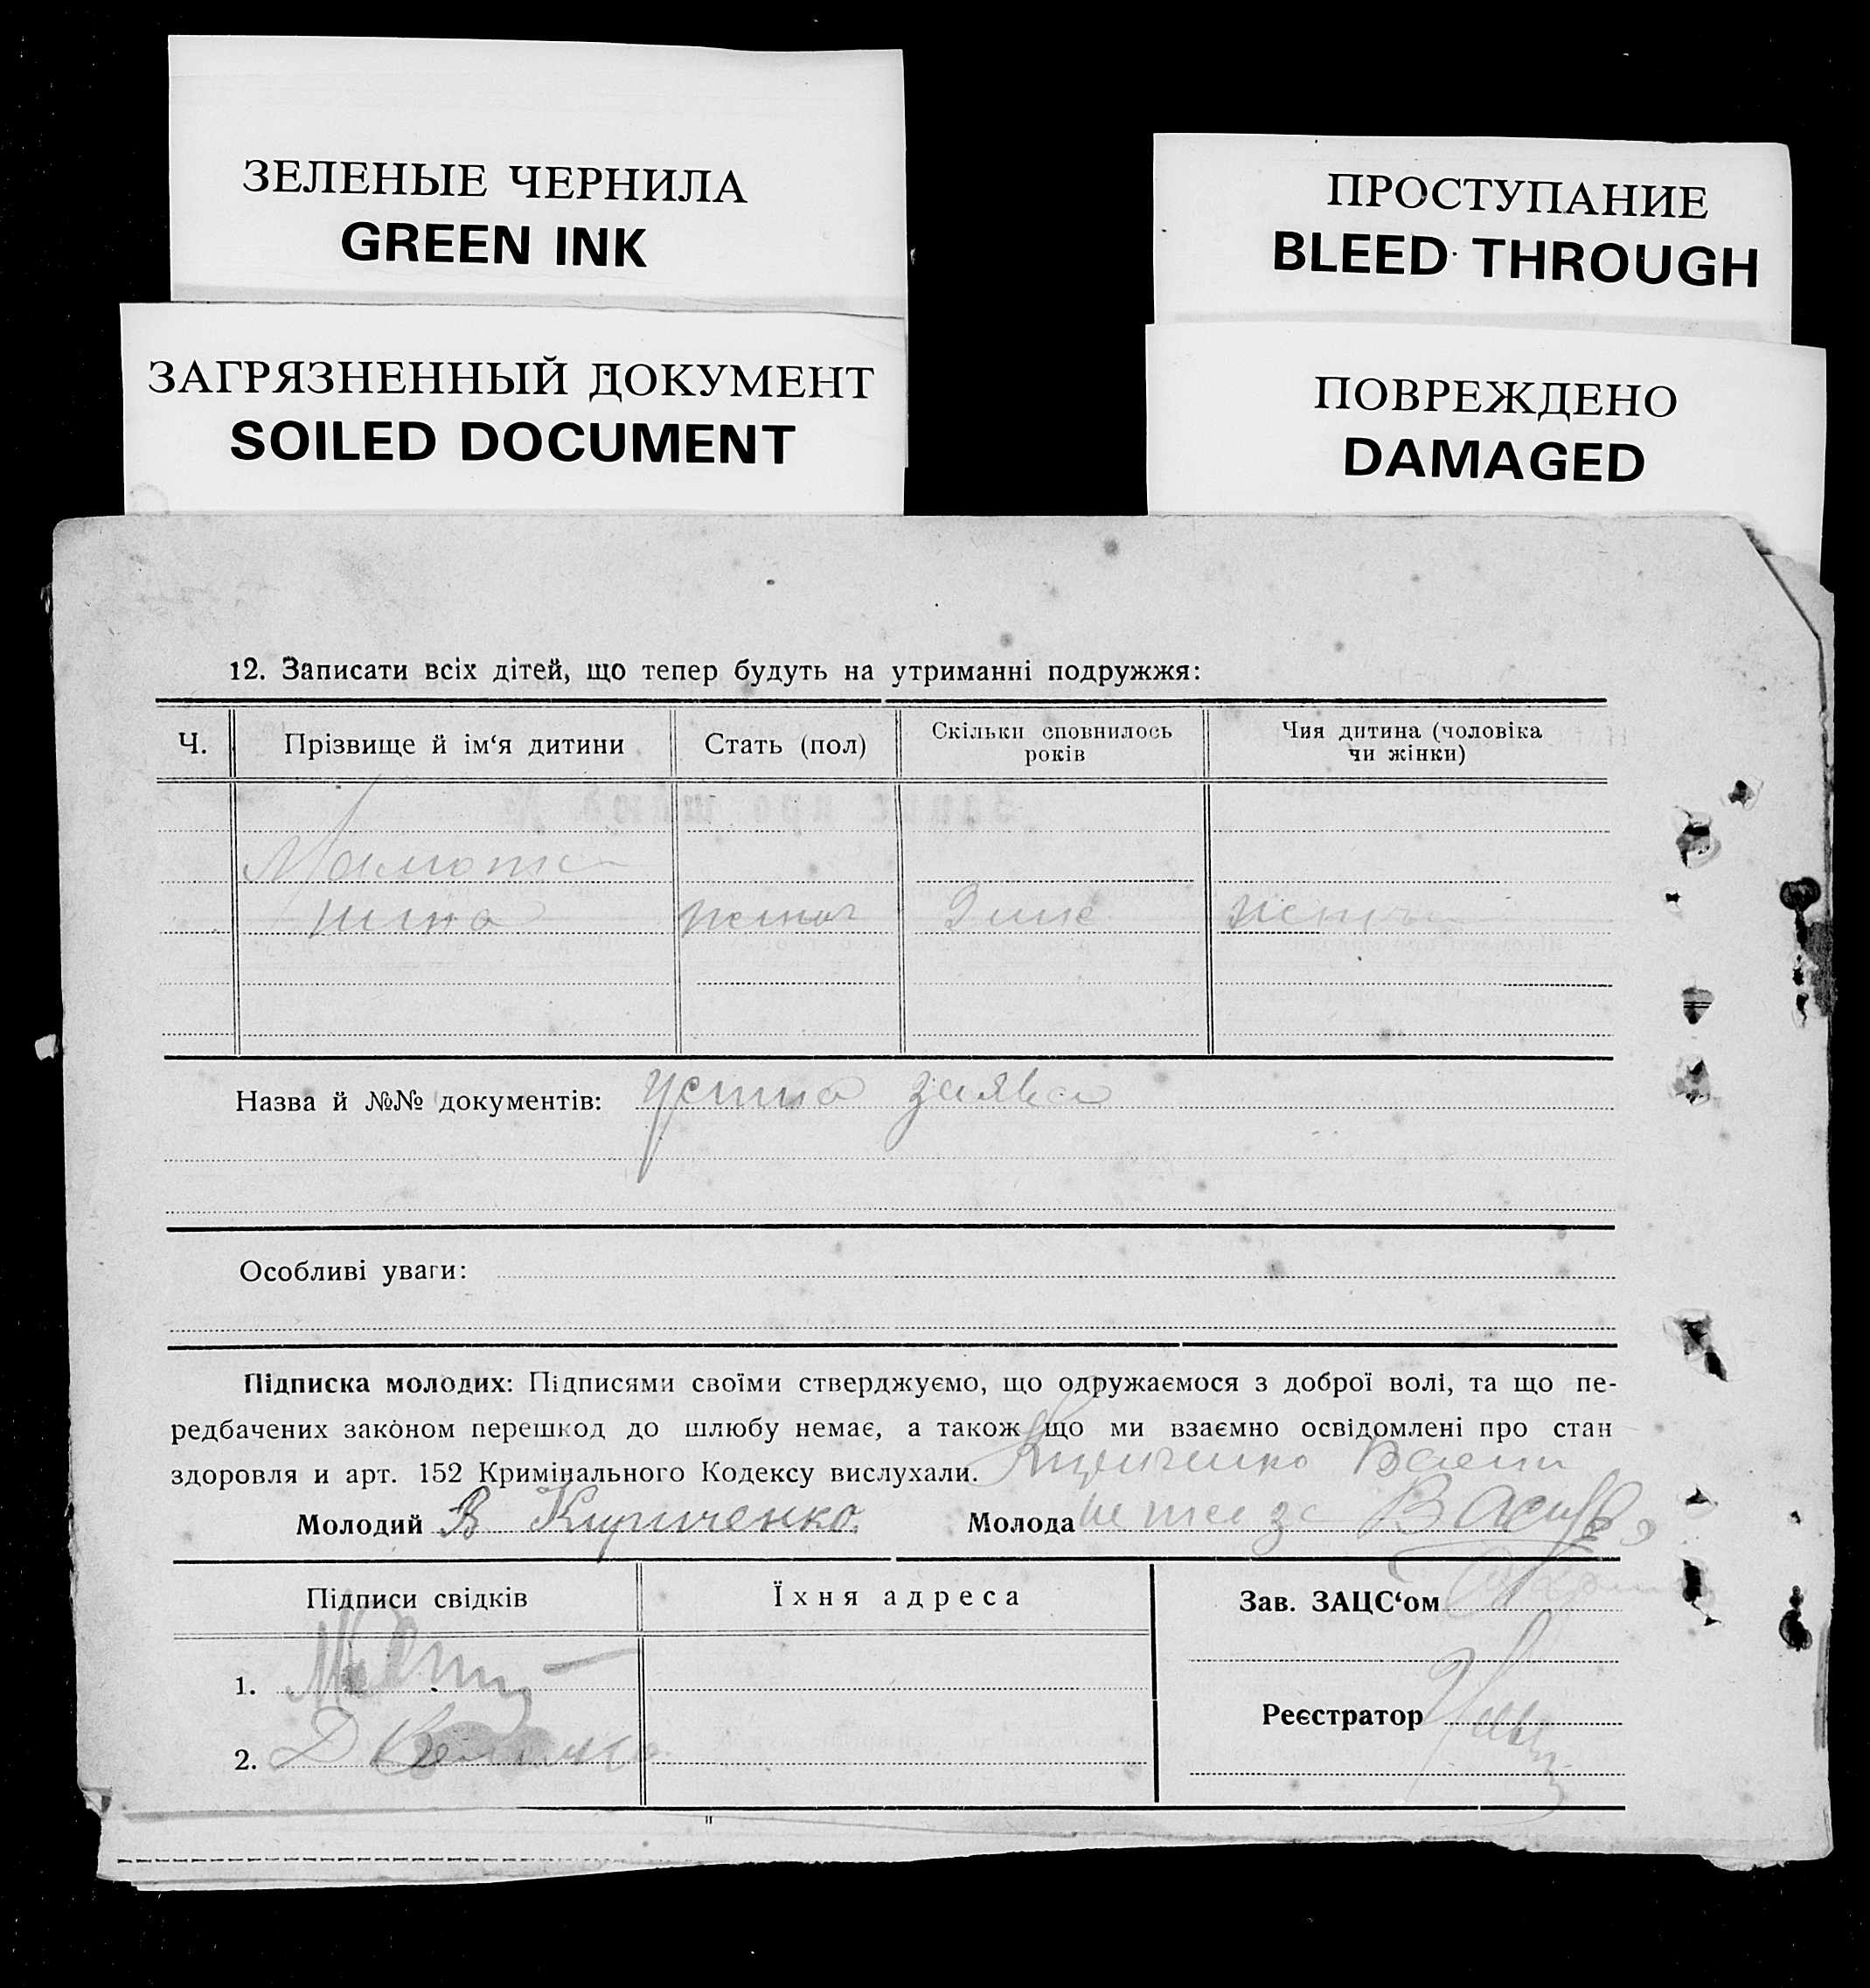 ЗЕЛЕНЫЕ ЧЕРНИЛА
GREEN INK
ПРОСТУПАНИЕ
BLEED THROUGH
ЗАГРЯЗНЕННЫЙ ДОКУМЕНТ
SOILED DOCUMENT
ПОВРЕЖДЕНО
DAMAGED
12. Записати всіх дітей, що тепер будуть на утриманні подружжя:
Ч. Прізвище й ім‘я дитини Стать (пол) Скільки сповнилось років Чия дитина (чоловіка чи жінки)
Назва й №№ документів: Устна заява
Особливі уваги:
Підписка молодих: Підписями своїми стверджуємо, що одружаємося з доброї волі, та що пе-
редбачених законом перешкод до шлюбу немає, а також що ми взаємно освідомлені про стан
здоровля и арт. 152 Кримінального Кодексу вислухали.
Молодий В Кириченко Молода
Підписи свідків Їхня адреса Зав. ЗАЦС‘ом
1.
Реєстратор
2. Д